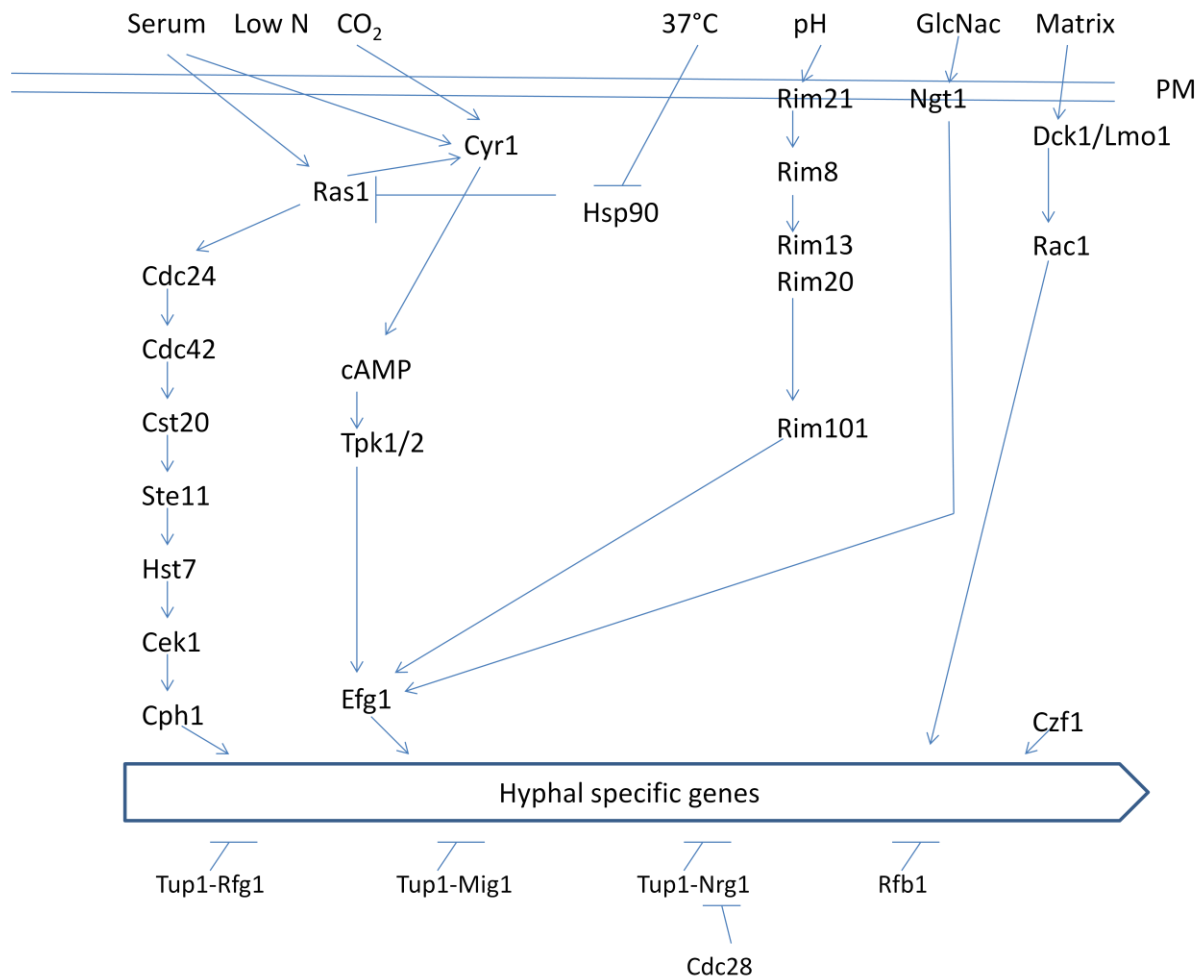 Serum Low N CO₂ 37°C pH GlcNac Matrix
PM
Rim21 Ngt1
Cyr1 Dck1/Lmo1
Ras1 Rim8
Hsp90
Rim13 Rac1
Cdc24 Rim20
Cdc42
cAMP
Cst20 Rim101
Tpk1/2
Ste11
Hst7
Cek1
Efg1
Cph1 Czf1
Hyphal specific genes
Tup1-Rfg1 Tup1-Mig1 Tup1-Nrg1 Rfb1
Cdc28